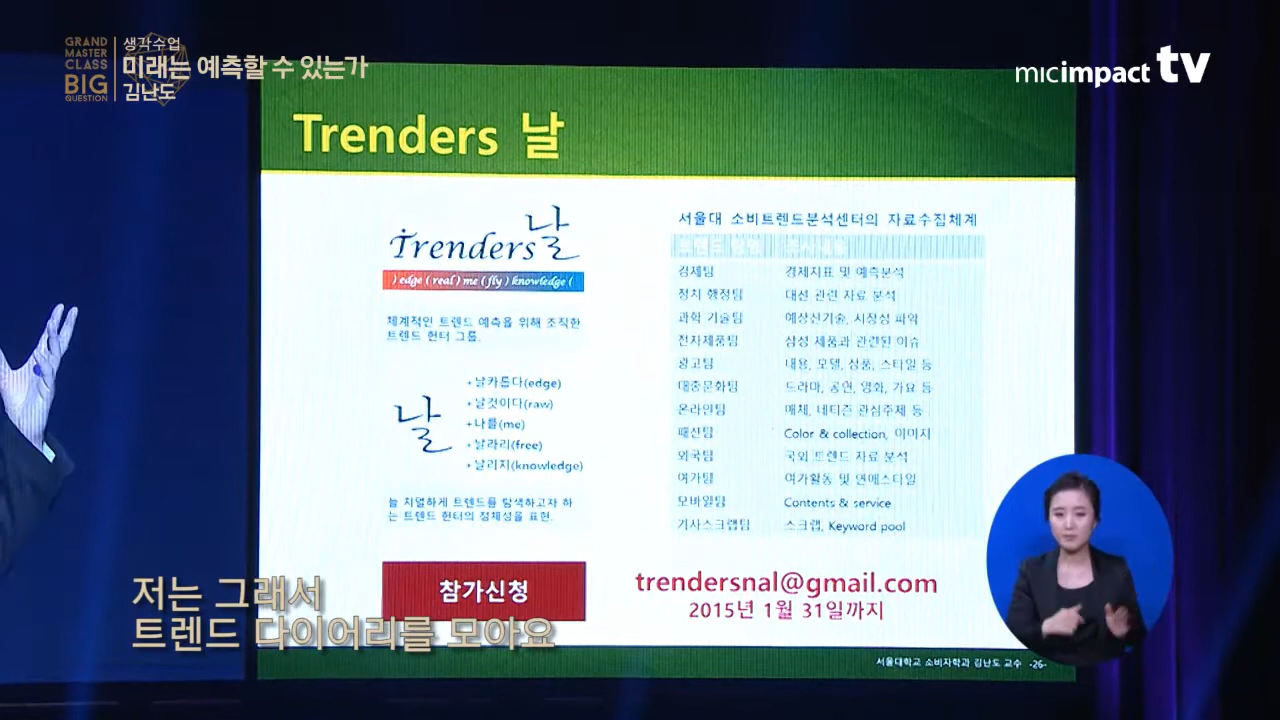 GRAND
MASTER
CLASS
BIG
QUESTION
생각수업
미래는 예측할 수 있는가
김난도
micimpact tv
Trenders 날
Trenders날
) edge ( real ) me ( fly ) knowledge (
체계적인 트렌드 예측을 위해 조직한
트렌드 헌터 그룹.
날
+날카롭다(edge)
+날것이다(raw)
+나를(me)
+날라리(free)
+날리지(knowledge)
늘 치열하게 트렌드를 탐색하고자 하
는 트렌드 헌터의 정체성을 표현.
참가신청
서울대 소비트렌드분석센터의 자료수집체계
경제팀 경제지표 및 예측분석
정치 행정팀 대선 관련 자료 분석
과학 기술팀 예상신기술, 시장성 파악
전자제품팀 삼성 제품과 관련된 이슈
광고팀 내용, 모델, 상품, 스타일 등
대중문화팀 드라마, 공연, 영화, 가요 등
온라인팀 매체, 네티즌 관심주제 등
패션팀 Color & collection, 이미지
외국팀 국외 트렌드 자료 분석
여가팀 여가활동 및 연애스타일
모바일팀 Contents & service
기사스크랩팀 스크랩, Keyword pool
trendersnal@gmail.com
2015년 1월 31일까지
서울대학교 소비자학과 김난도 교수 -26-
저는 그래서
트렌드 다이어리를 모아요